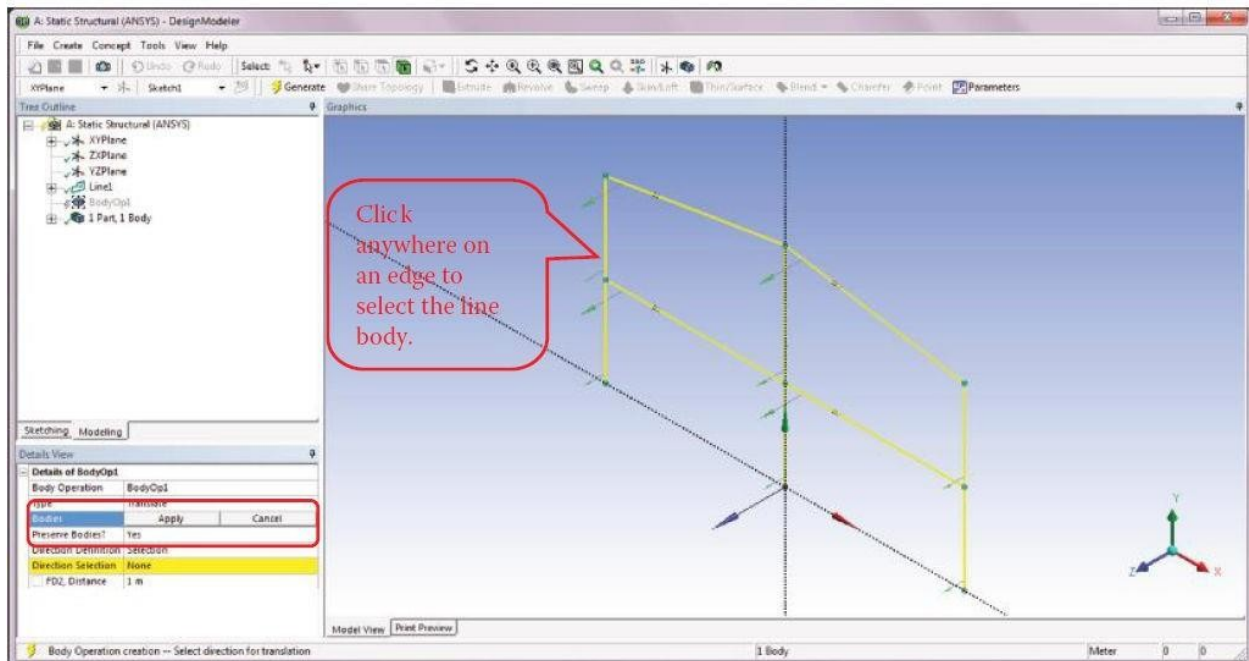 A: Static Structural (ANSYS) - DesignModeler
File Create Concept Tools View Help
Undo Redo Select:
XYPlane Sketch1 Generate Share Topology Extrude Revolve Sweep Skin/Loft Thin/Surface Blend Chamfer Point Parameters
Tree Outline
A: Static Structural (ANSYS)
XYPlane
ZXPlane
YZPlane
Line1
BodyOp1
1 Part, 1 Body
Sketching Modeling
Details View
Details of BodyOp1
Body Operation BodyOp1
Type Translate
Bodies Apply Cancel
Preserve Bodies? Yes
Direction Definition Selection
Direction Selection None
FD2, Distance 1 m
Graphics
Click
anywhere on
an edge to
select the line
body.
Y
Z
X
Model View Print Preview
Body Operation creation -- Select direction for translation 1 Body Meter 0 0